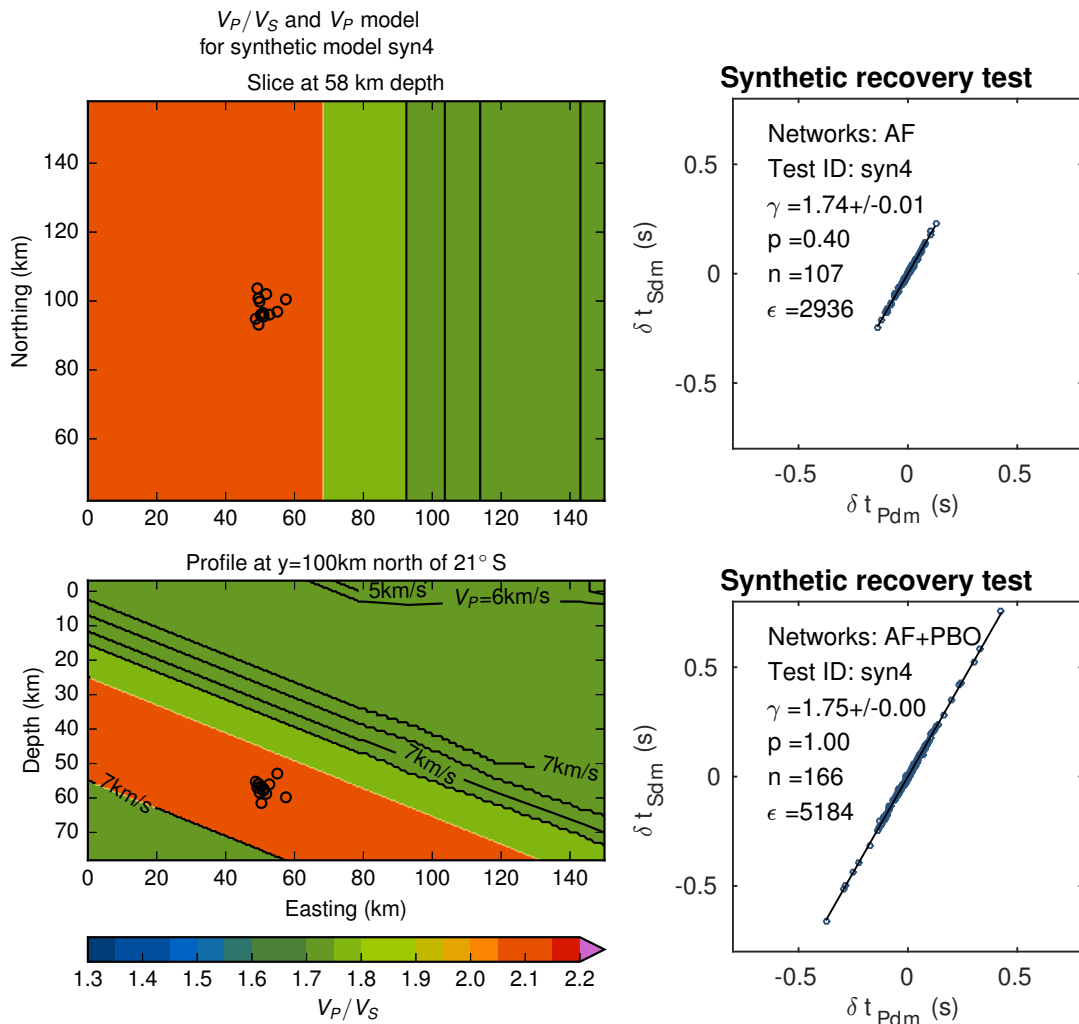 V_P/V_S and V_P model
for synthetic model syn4
Slice at 58 km depth
Northing (km)
140
120
100
80
60
0 20 40 60 80 100 120 140
Profile at y=100km north of 21° S
Depth (km)
0
10
20
30
40
50
60
70
5km/s
V_P=6km/s
7km/s
7km/s
7km/s
0 20 40 60 80 100 120 140
Easting (km)
1.3 1.4 1.5 1.6 1.7 1.8 1.9 2.0 2.1 2.2
V_P/V_S
Synthetic recovery test
Networks: AF
Test ID: syn4
γ =1.74+/-0.01
p =0.40
n =107
ϵ =2936
δ t_Sdm (s)
0.5
0
-0.5
-0.5 0 0.5
δ t_Pdm (s)
Synthetic recovery test
Networks: AF+PBO
Test ID: syn4
γ =1.75+/-0.00
p =1.00
n =166
ϵ =5184
δ t_Sdm (s)
0.5
0
-0.5
-0.5 0 0.5
δ t_Pdm (s)